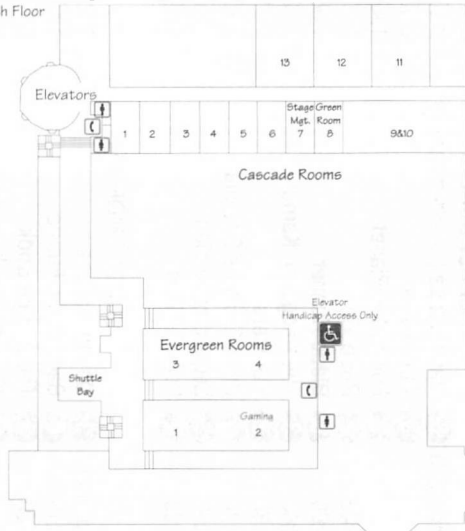 h Floor
13
12
11
Elevators
Stage Green
Mgt. Room
1 2 3 4 5 6 7 8 9&10
Cascade Rooms
Elevator
Handicap Access Only
Evergreen Rooms
3 4
Shuttle
Bay
Gaming
1 2